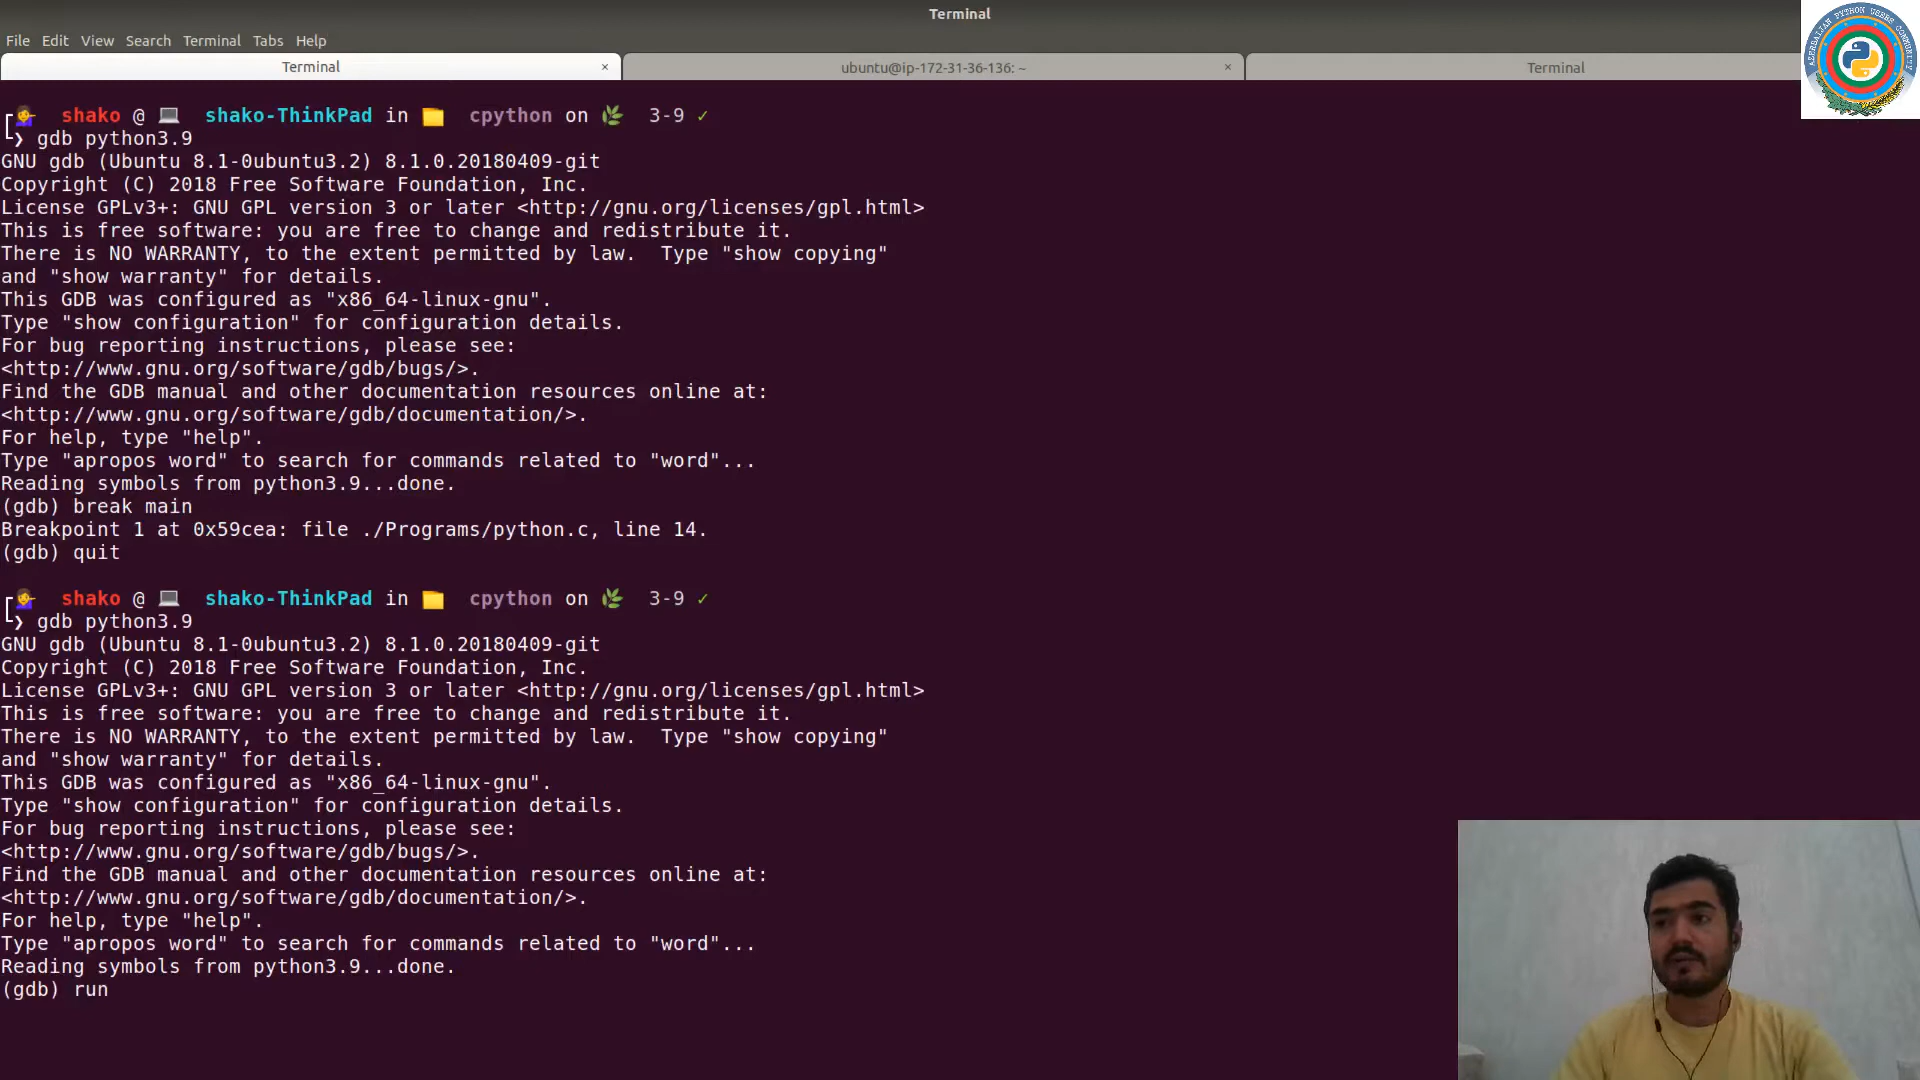 Terminal
File Edit View Search Terminal Tabs Help
Terminal × ubuntu@ip-172-31-36-136: ~ × Terminal
AZERBAIJAN PYTHON USERS COMMUNITY
shako @ shako-ThinkPad in cpython on 3-9 ✓
❯ gdb python3.9
GNU gdb (Ubuntu 8.1-0ubuntu3.2) 8.1.0.20180409-git
Copyright (C) 2018 Free Software Foundation, Inc.
License GPLv3+: GNU GPL version 3 or later <http://gnu.org/licenses/gpl.html>
This is free software: you are free to change and redistribute it.
There is NO WARRANTY, to the extent permitted by law.  Type "show copying"
and "show warranty" for details.
This GDB was configured as "x86_64-linux-gnu".
Type "show configuration" for configuration details.
For bug reporting instructions, please see:
<http://www.gnu.org/software/gdb/bugs/>.
Find the GDB manual and other documentation resources online at:
<http://www.gnu.org/software/gdb/documentation/>.
For help, type "help".
Type "apropos word" to search for commands related to "word"...
Reading symbols from python3.9...done.
(gdb) break main
Breakpoint 1 at 0x59cea: file ./Programs/python.c, line 14.
(gdb) quit
shako @ shako-ThinkPad in cpython on 3-9 ✓
❯ gdb python3.9
GNU gdb (Ubuntu 8.1-0ubuntu3.2) 8.1.0.20180409-git
Copyright (C) 2018 Free Software Foundation, Inc.
License GPLv3+: GNU GPL version 3 or later <http://gnu.org/licenses/gpl.html>
This is free software: you are free to change and redistribute it.
There is NO WARRANTY, to the extent permitted by law.  Type "show copying"
and "show warranty" for details.
This GDB was configured as "x86_64-linux-gnu".
Type "show configuration" for configuration details.
For bug reporting instructions, please see:
<http://www.gnu.org/software/gdb/bugs/>.
Find the GDB manual and other documentation resources online at:
<http://www.gnu.org/software/gdb/documentation/>.
For help, type "help".
Type "apropos word" to search for commands related to "word"...
Reading symbols from python3.9...done.
(gdb) run